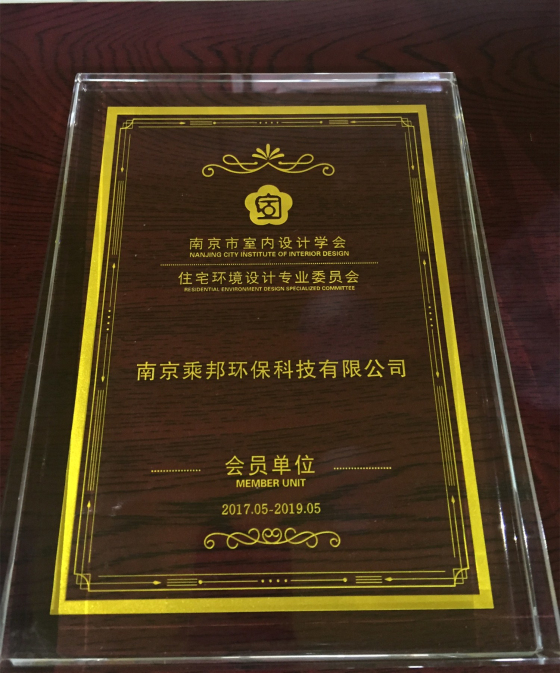 南京市室内设计学会
NANJING CITY INSTITUTE OF INTERIOR DESIGN
住宅环境设计专业委员会
RESIDENTIAL ENVIRONMENT DESIGN SPECIALIZED COMMITTEE
南京乘邦环保科技有限公司
会员单位
MEMBER UNIT
2017.05-2019.05